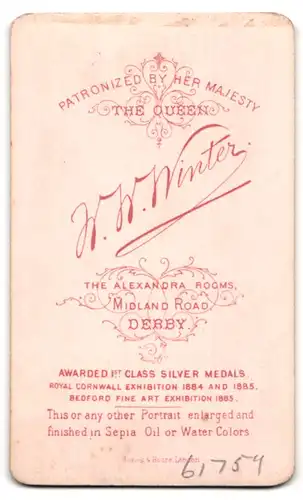 PATRONIZED BY HER MAJESTY
THE QUEEN
W. W. Winter.
THE ALEXANDRA ROOMS,
MIDLAND ROAD
DERBY.
AWARDED 1ST CLASS SILVER MEDALS.
ROYAL CORNWALL EXHIBITION 1884 AND 1885.
BEDFORD FINE ART EXHIBITION 1885.
This or any other Portrait enlarged and
finished in Sepia Oil or Water Colors
London
61754